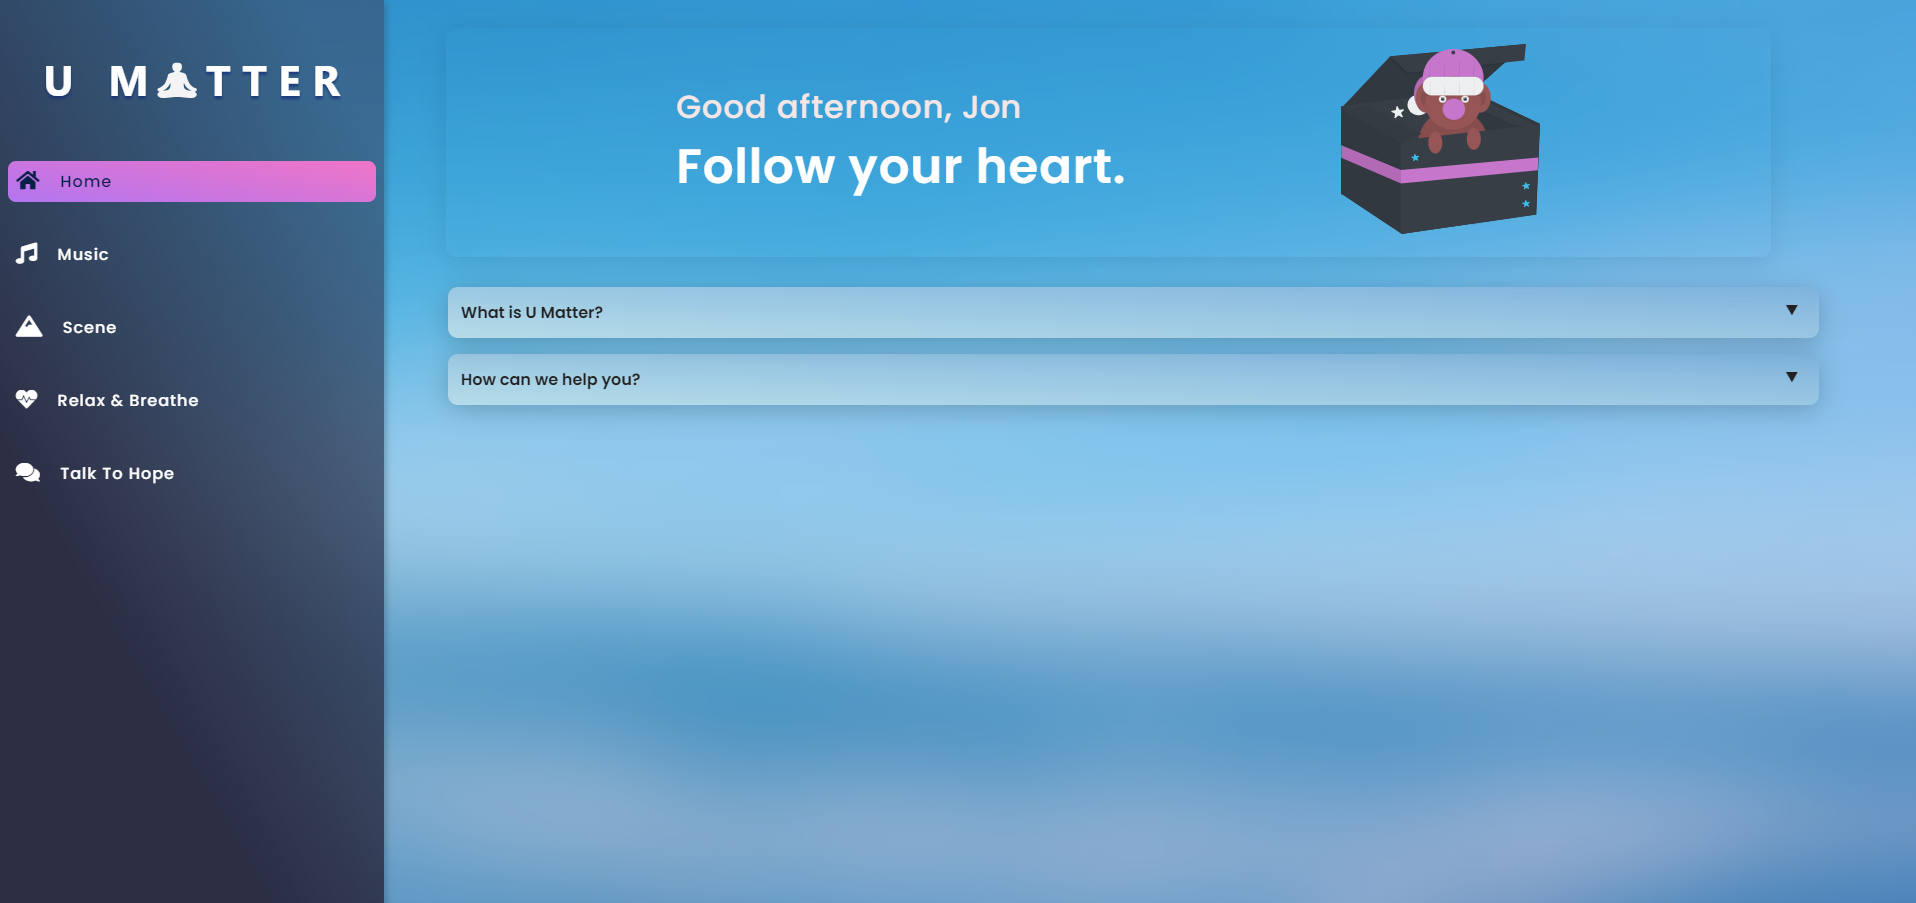 U M TTER
Home
Music
Scene
Relax & Breathe
Talk To Hope
Good afternoon, Jon
Follow your heart.
What is U Matter?
How can we help you?